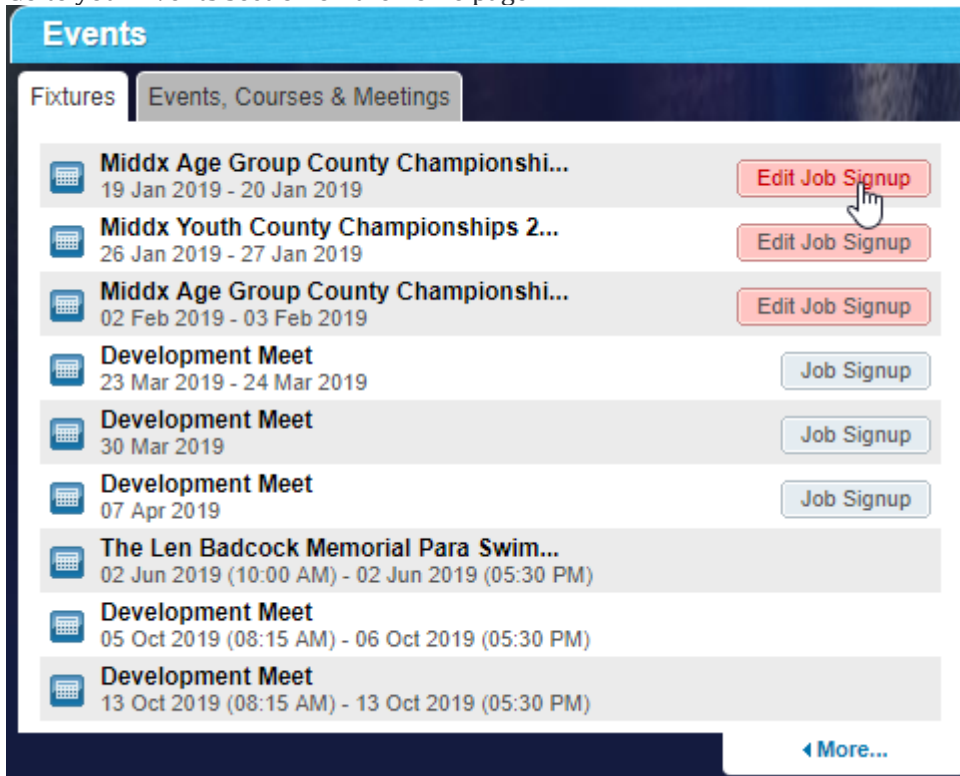 Events
Fixtures Events, Courses & Meetings
Middx Age Group County Championshi...
19 Jan 2019 - 20 Jan 2019
Edit Job Signup
Middx Youth County Championships 2...
26 Jan 2019 - 27 Jan 2019
Edit Job Signup
Middx Age Group County Championshi...
02 Feb 2019 - 03 Feb 2019
Edit Job Signup
Development Meet
23 Mar 2019 - 24 Mar 2019
Job Signup
Development Meet
30 Mar 2019
Job Signup
Development Meet
07 Apr 2019
Job Signup
The Len Badcock Memorial Para Swim...
02 Jun 2019 (10:00 AM) - 02 Jun 2019 (05:30 PM)
Development Meet
05 Oct 2019 (08:15 AM) - 06 Oct 2019 (05:30 PM)
Development Meet
13 Oct 2019 (08:15 AM) - 13 Oct 2019 (05:30 PM)
More...